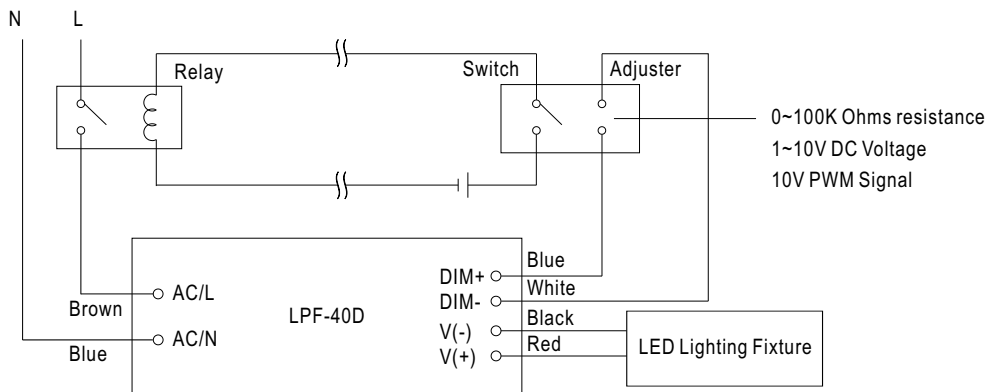 N
L
Relay
Switch
Adjuster
0~100K Ohms resistance
1~10V DC Voltage
10V PWM Signal
Blue
DIM+
White
DIM-
Brown
AC/L
LPF-40D
Black
V(-)
Red
V(+)
Blue
AC/N
LED Lighting Fixture